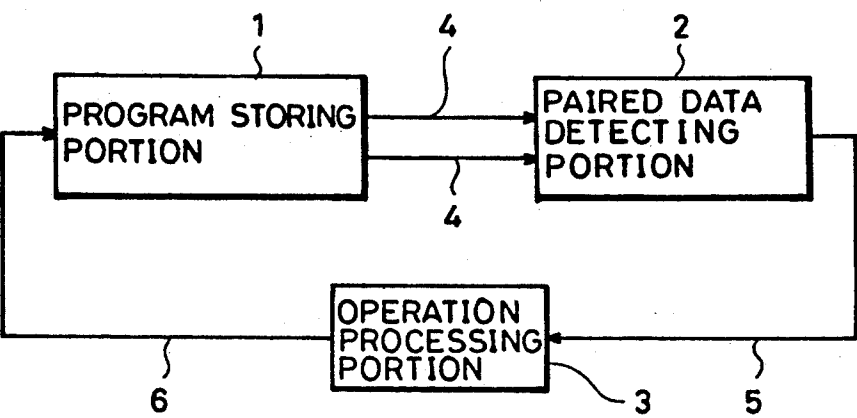 1
4
2
PROGRAM STORING
PORTION
PAIRED DATA
DETECTING
PORTION
4
OPERATION
PROCESSING
PORTION
6
3
5